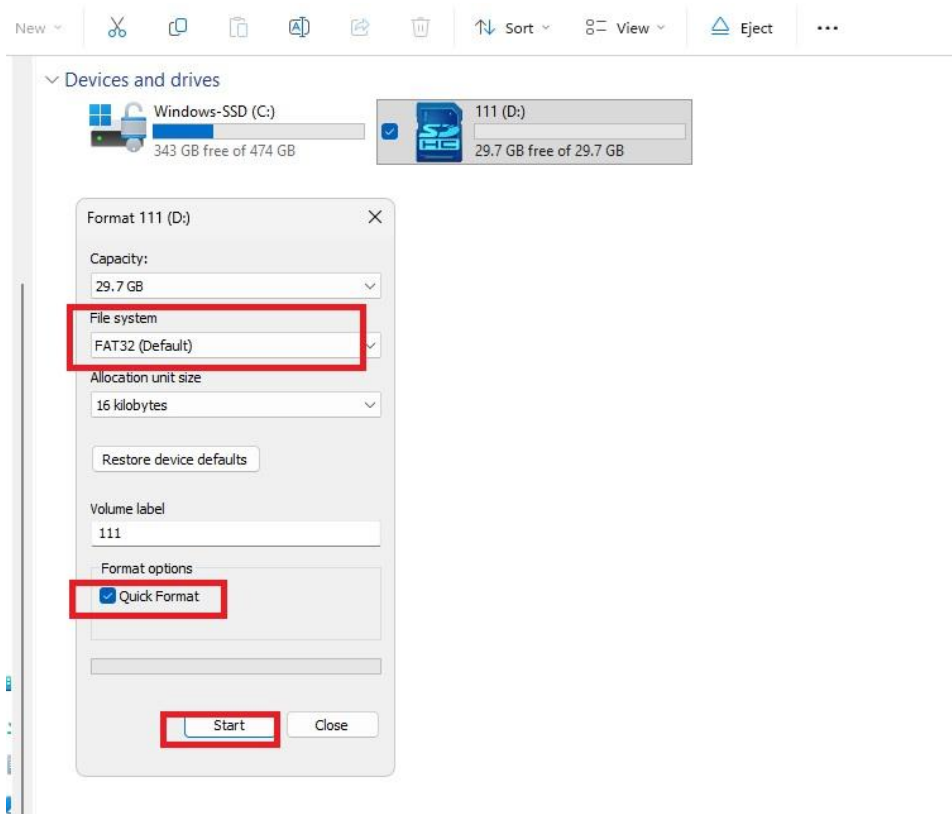 New
Sort
View
Eject
Devices and drives
Windows-SSD (C:)
343 GB free of 474 GB
SD
HC
111 (D:)
29.7 GB free of 29.7 GB
Format 111 (D:)
Capacity:
29.7 GB
File system
FAT32 (Default)
Allocation unit size
16 kilobytes
Restore device defaults
Volume label
111
Format options
Quick Format
Start
Close